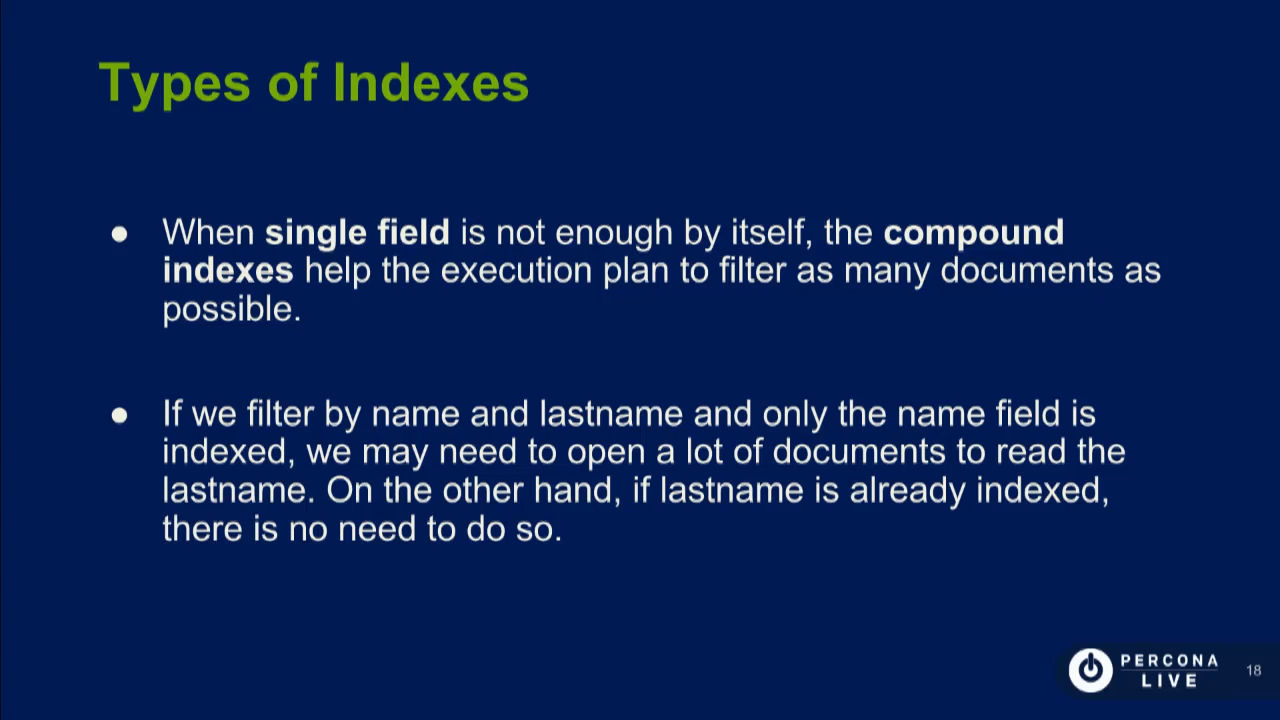 Types of Indexes
● When single field is not enough by itself, the compound
indexes help the execution plan to filter as many documents as
possible.
● If we filter by name and lastname and only the name field is
indexed, we may need to open a lot of documents to read the
lastname. On the other hand, if lastname is already indexed,
there is no need to do so.
PERCONA
LIVE
18